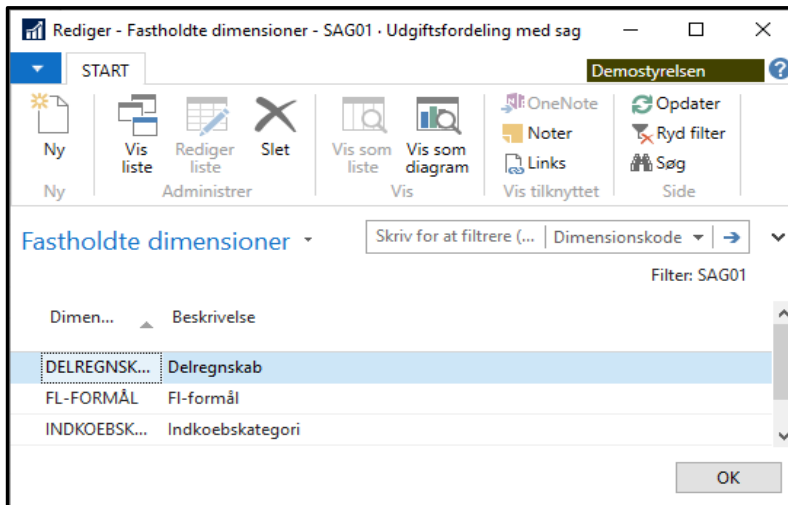 Rediger - Fastholdte dimensioner - SAG01 · Udgiftsfordeling med sag
START
Demostyrelsen
Ny
Vis liste
Rediger liste
Slet
Vis som liste
Vis som diagram
OneNote
Noter
Links
Opdater
Ryd filter
Søg
Ny
Administrer
Vis
Vis tilknyttet
Side
Fastholdte dimensioner
Skriv for at filtrere (... Dimensionskode
Filter: SAG01
Dimen... Beskrivelse
DELREGNSK... Delregnskab
FL-FORMÅL Fl-formål
INDKOEBSK... Indkoebskategori
OK